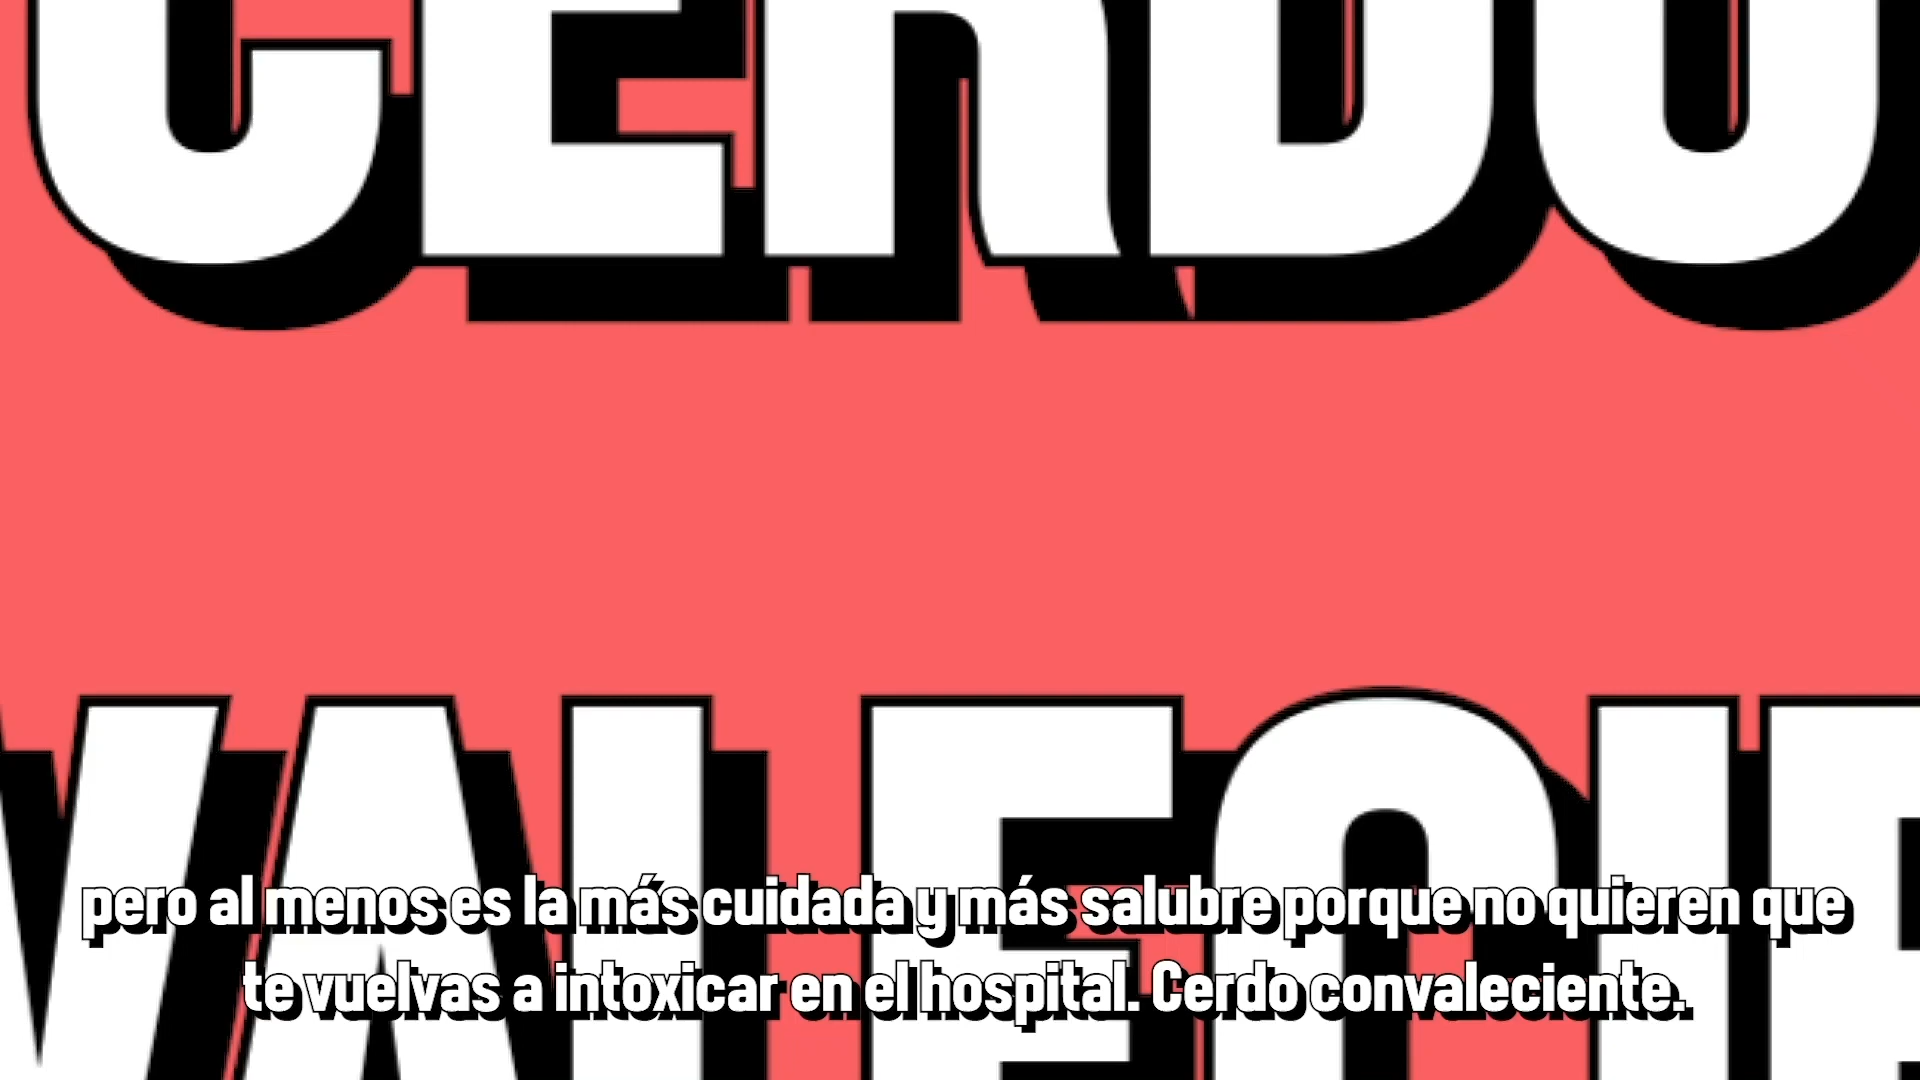 CERDO
VALECIE
pero al menos es la más cuidada y más salubre porque no quieren que
te vuelvas a intoxicar en el hospital. Cerdo convaleciente.